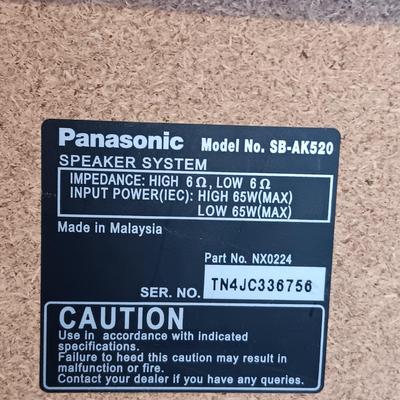 Panasonic Model No. SB-AK520
SPEAKER SYSTEM
IMPEDANCE: HIGH 6Ω, LOW 6Ω
INPUT POWER(IEC): HIGH 65W(MAX)
LOW 65W(MAX)
Made in Malaysia
Part No. NX0224
SER. NO. TN4JC336756
CAUTION
Use in accordance with indicated
specifications.
Failure to heed this caution may result in
malfunction or fire.
Contact your dealer if you have any queries.